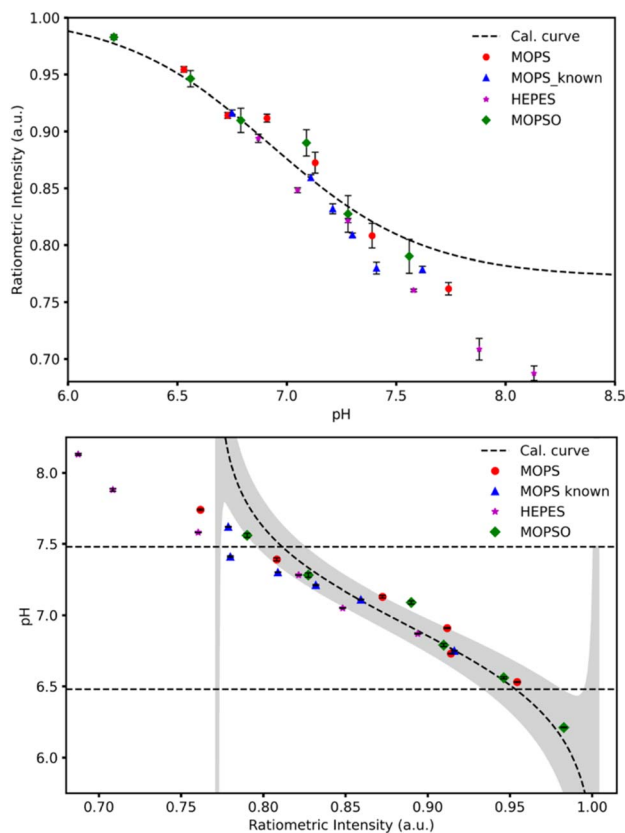 1.00
0.95
0.90
0.85
0.80
0.75
0.70
Ratiometric Intensity (a.u.)
Cal. curve
MOPS
MOPS_known
HEPES
MOPSO
6.0 6.5 7.0 7.5 8.0 8.5
pH
8.0
7.5
7.0
6.5
6.0
pH
Cal. curve
MOPS
MOPS known
HEPES
MOPSO
0.70 0.75 0.80 0.85 0.90 0.95 1.00
Ratiometric Intensity (a.u.)